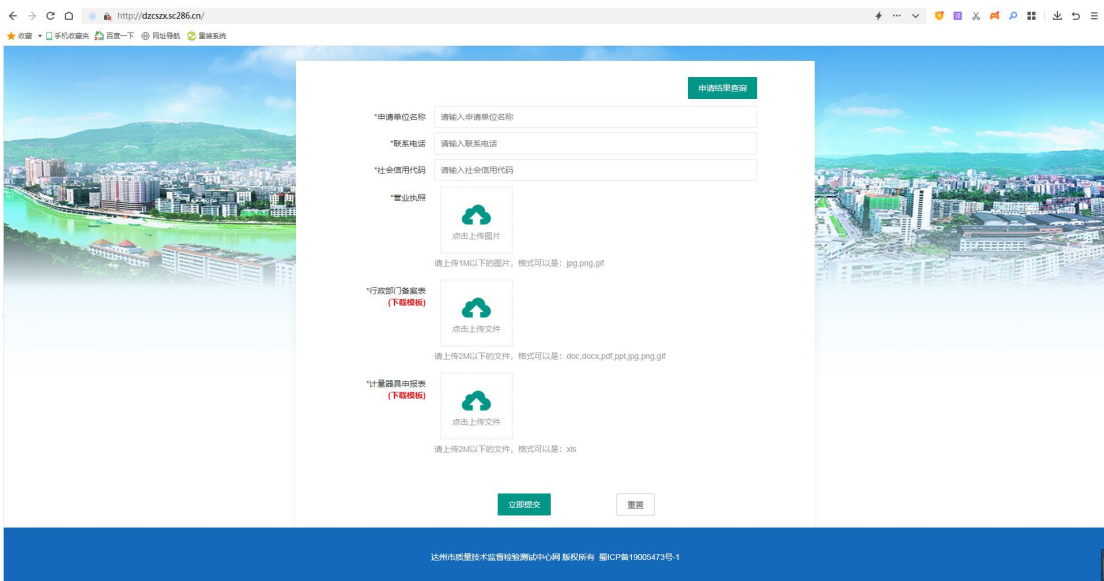 http://dzcszx.sc286.cn/
收藏 手机收藏夹 百度一下 网址导航 重装系统
申请结果查询
*申请单位名称 请输入申请单位名称
*联系电话 请输入联系电话
*社会信用代码 请输入社会信用代码
*营业执照
点击上传图片
请上传1M以下的图片，格式可以是：jpg,png,gif
*行政部门备案表
(下载模板)
点击上传文件
请上传2M以下的文件，格式可以是：doc,docx,pdf,ppt,jpg,png,gif
*计量器具申报表
(下载模板)
点击上传文件
请上传2M以下的文件，格式可以是：xls
立即提交 重置
达州市质量技术监督检验测试中心网 版权所有 蜀ICP备19005473号-1